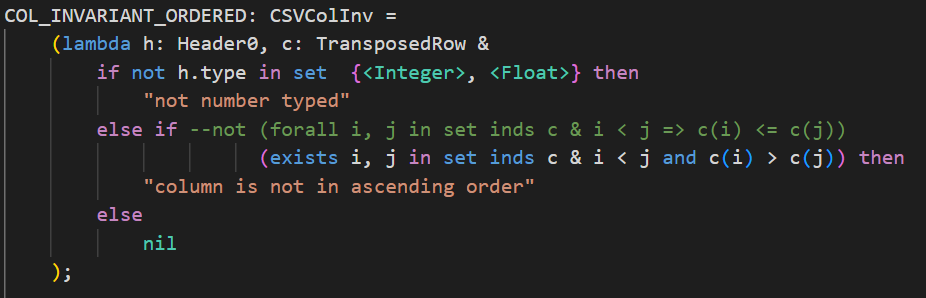 COL_INVARIANT_ORDERED: CSVColInv =
(lambda h: Header0, c: TransposedRow &
if not h.type in set  {<Integer>, <Float>} then
"not number typed"
else if --not (forall i, j in set inds c & i < j => c(i) <= c(j))
(exists i, j in set inds c & i < j and c(i) > c(j)) then
"column is not in ascending order"
else
nil
);